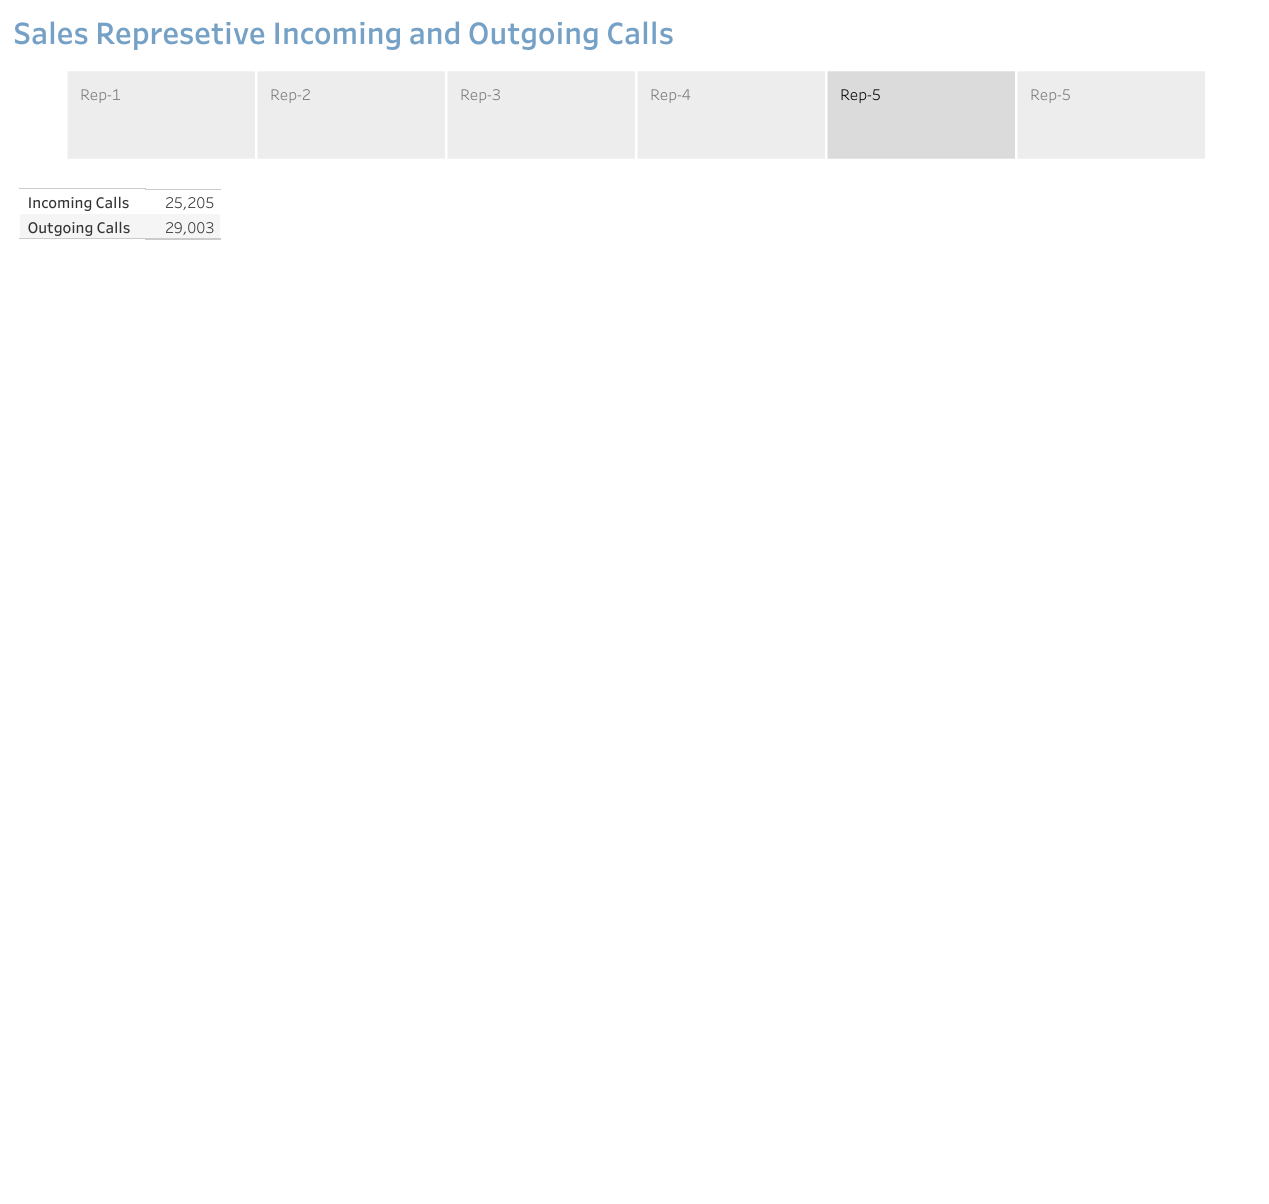 Sales Represetive Incoming and Outgoing Calls
Rep-1 Rep-2 Rep-3 Rep-4 Rep-5 Rep-5
Incoming Calls 25,205
Outgoing Calls 29,003